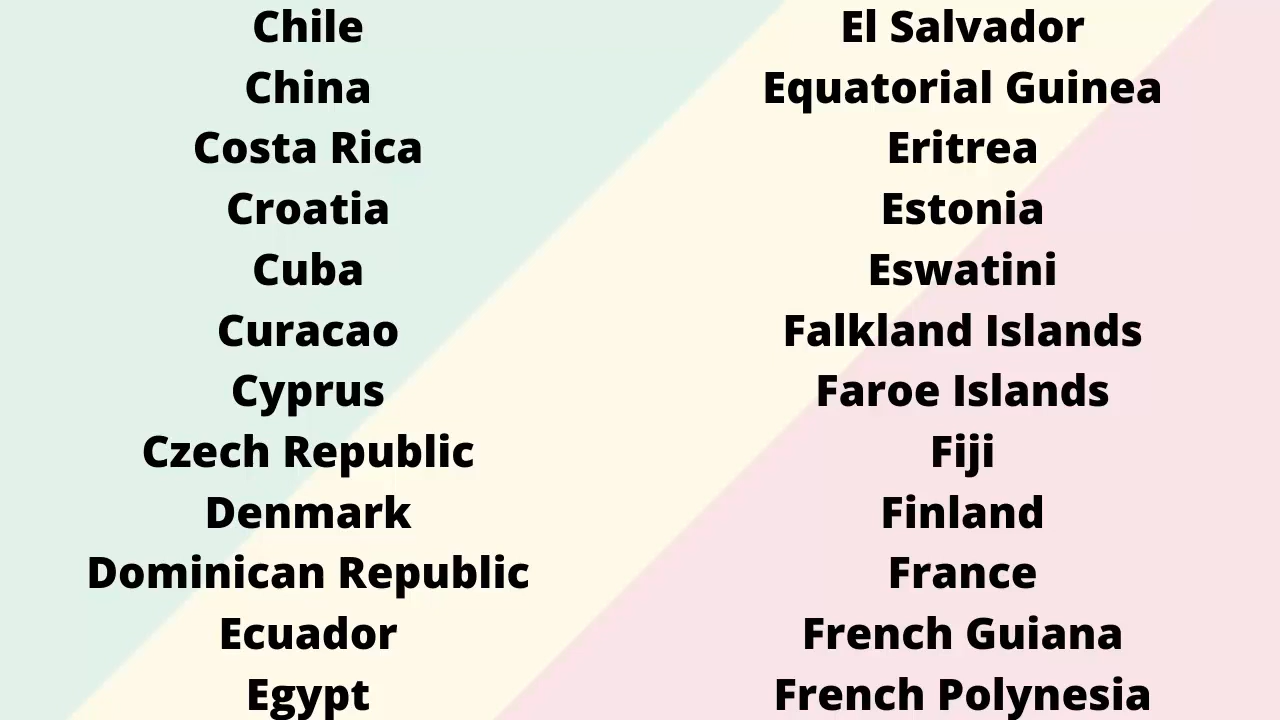 Chile
China
Costa Rica
Croatia
Cuba
Curacao
Cyprus
Czech Republic
Denmark
Dominican Republic
Ecuador
Egypt
El Salvador
Equatorial Guinea
Eritrea
Estonia
Eswatini
Falkland Islands
Faroe Islands
Fiji
Finland
France
French Guiana
French Polynesia